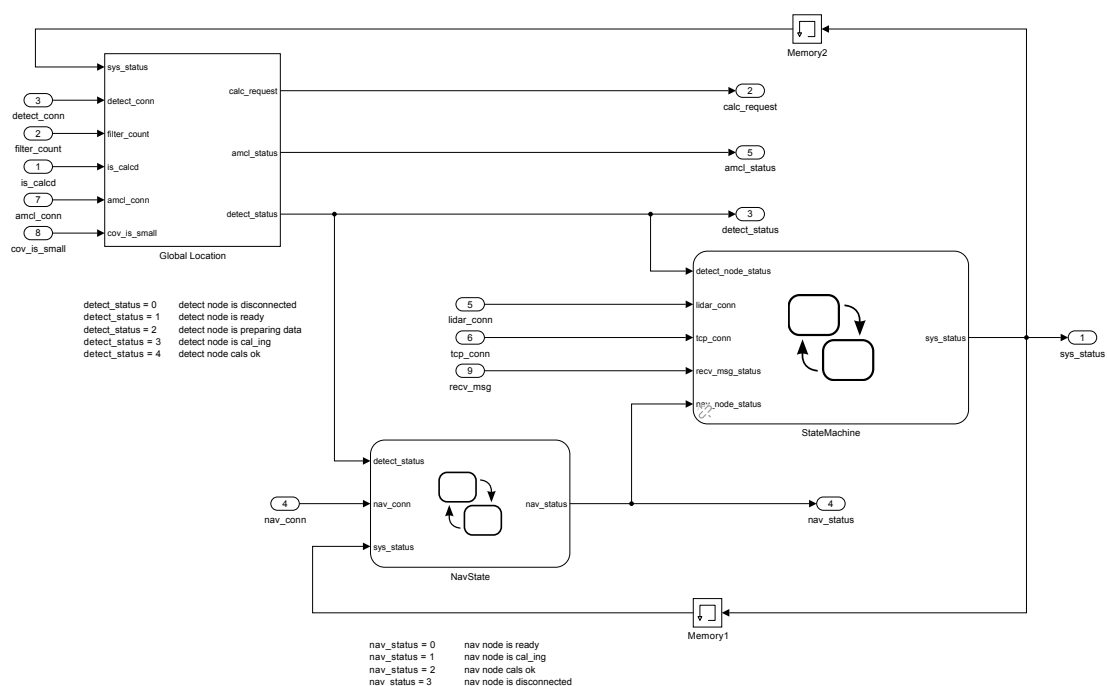 Memory2
sys_status
3
detect_conn
detect_conn
2
filter_count
filter_count
1
is_calcd
is_calcd
7
amcl_conn
amcl_conn
8
cov_is_small
cov_is_small
calc_request
amcl_status
detect_status
Global Location
2
calc_request
5
amcl_status
3
detect_status
detect_status = 0 detect node is disconnected
detect_status = 1 detect node is ready
detect_status = 2 detect node is preparing data
detect_status = 3 detect node is cal_ing
detect_status = 4 detect node cals ok
detect_node_status
5
lidar_conn
lidar_conn
6
tcp_conn
tcp_conn
9
recv_msg
recv_msg_status
nav_node_status
sys_status
StateMachine
1
sys_status
detect_status
4
nav_conn
nav_conn
sys_status
nav_status
NavState
4
nav_status
Memory1
nav_status = 0 nav node is ready
nav_status = 1 nav node is cal_ing
nav_status = 2 nav node cals ok
nav_status = 3 nav node is disconnected